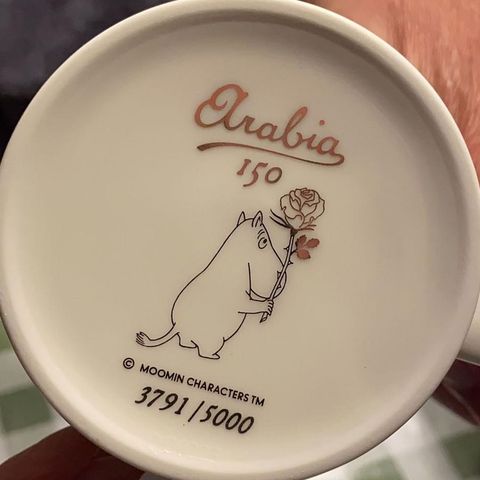 Arabia
150
© MOOMIN CHARACTERS TM
3791/5000